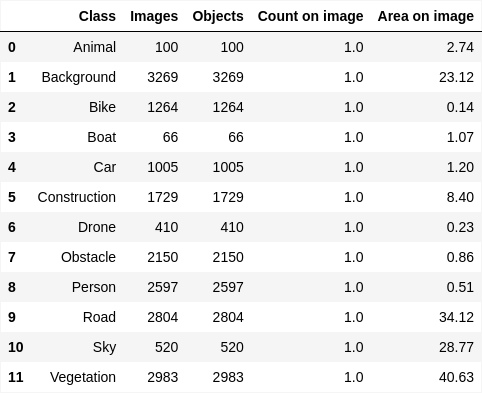 Class Images Objects Count on image Area on image
0 Animal 100 100 1.0 2.74
1 Background 3269 3269 1.0 23.12
2 Bike 1264 1264 1.0 0.14
3 Boat 66 66 1.0 1.07
4 Car 1005 1005 1.0 1.20
5 Construction 1729 1729 1.0 8.40
6 Drone 410 410 1.0 0.23
7 Obstacle 2150 2150 1.0 0.86
8 Person 2597 2597 1.0 0.51
9 Road 2804 2804 1.0 34.12
10 Sky 520 520 1.0 28.77
11 Vegetation 2983 2983 1.0 40.63